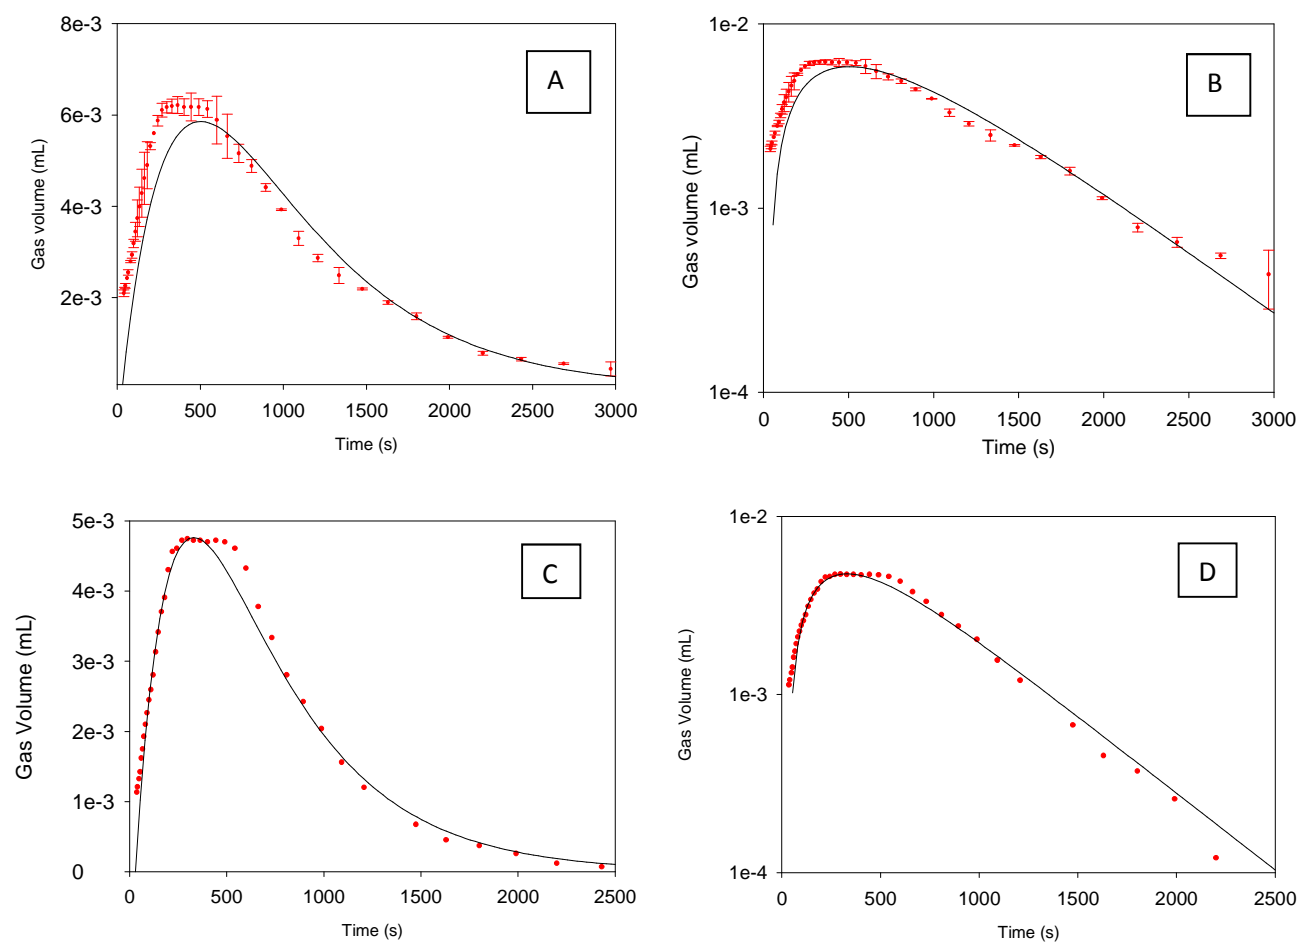 8e-3
6e-3
4e-3
2e-3
Gas volume (mL)
A
0 500 1000 1500 2000 2500 3000
Time (s)
1e-2
1e-3
1e-4
Gas volume (mL)
B
0 500 1000 1500 2000 2500 3000
Time (s)
5e-3
4e-3
3e-3
2e-3
1e-3
0
Gas Volume (mL)
C
0 500 1000 1500 2000 2500
Time (s)
1e-2
1e-3
1e-4
Gas Volume (mL)
D
0 500 1000 1500 2000 2500
Time (s)